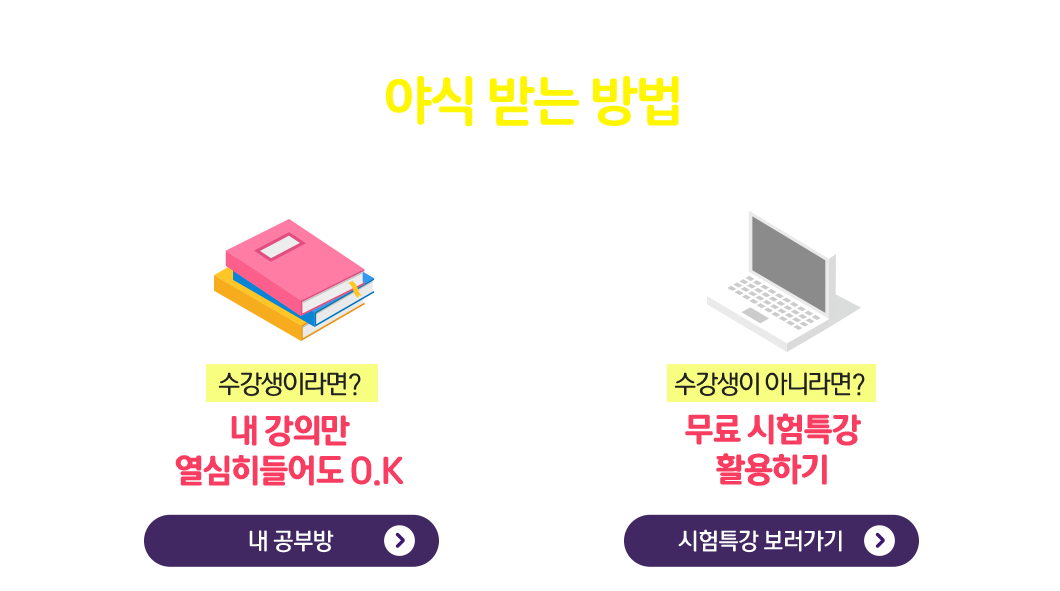 야식 받는 방법
수강생이라면?
내 강의만
열심히들어도 O.K
내 공부방
수강생이 아니라면?
무료 시험특강
활용하기
시험특강 보러가기